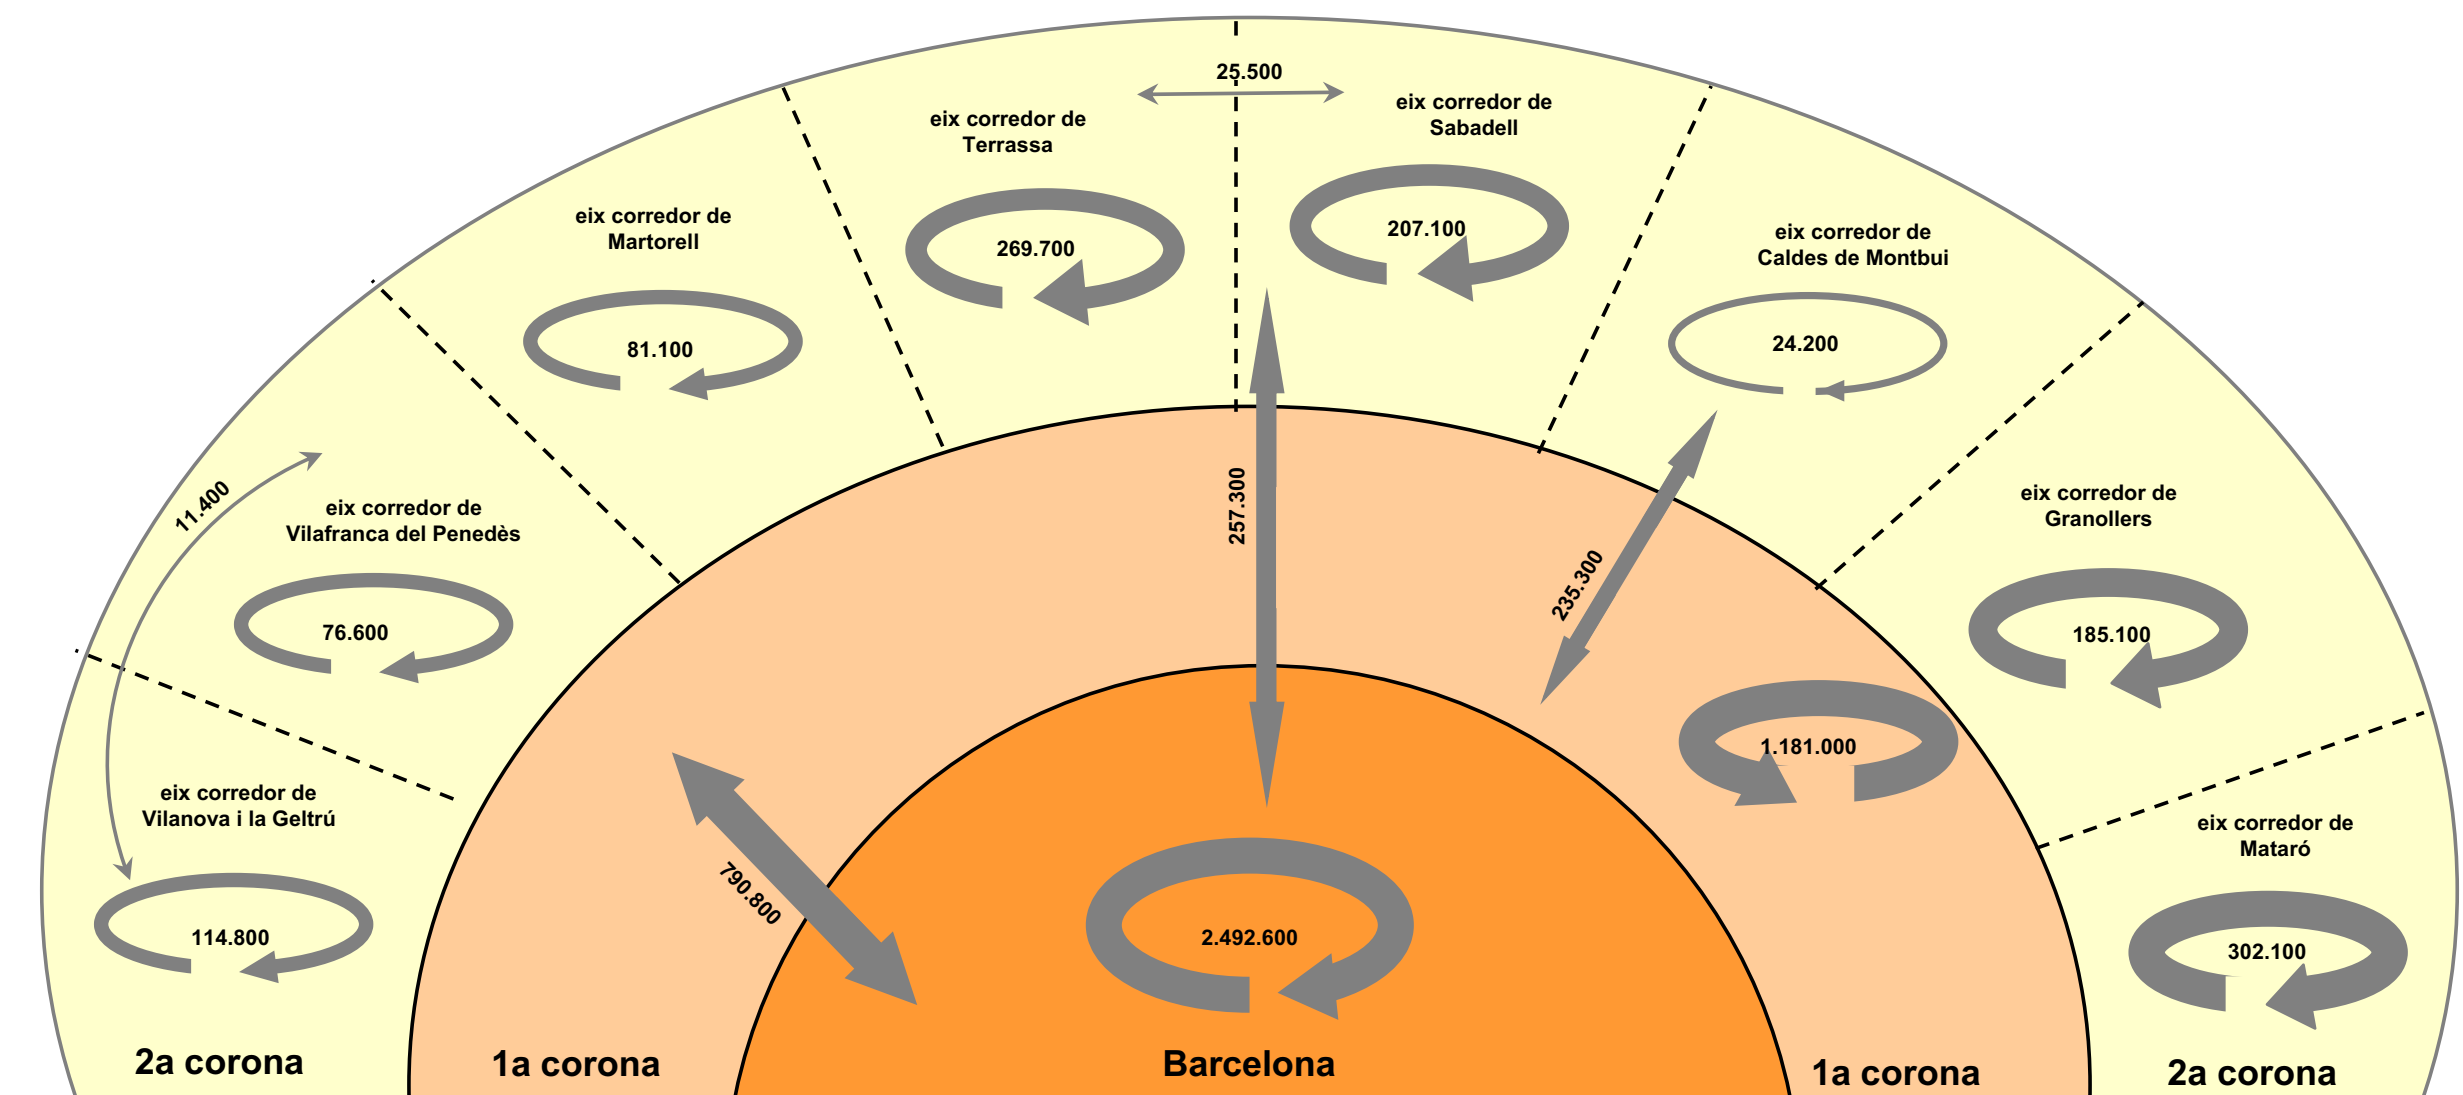 25.500
eix corredor de
Sabadell
eix corredor de
Terrassa
207.100
269.700
eix corredor de
Martorell
81.100
eix corredor de
Caldes de Montbui
24.200
11.400
eix corredor de
Vilafranca del Penedès
76.600
257.300
235.300
eix corredor de
Granollers
185.100
1.181.000
eix corredor de
Vilanova i la Geltrú
114.800
790.800
2.492.600
eix corredor de
Mataró
302.100
2a corona
1a corona
Barcelona
1a corona
2a corona